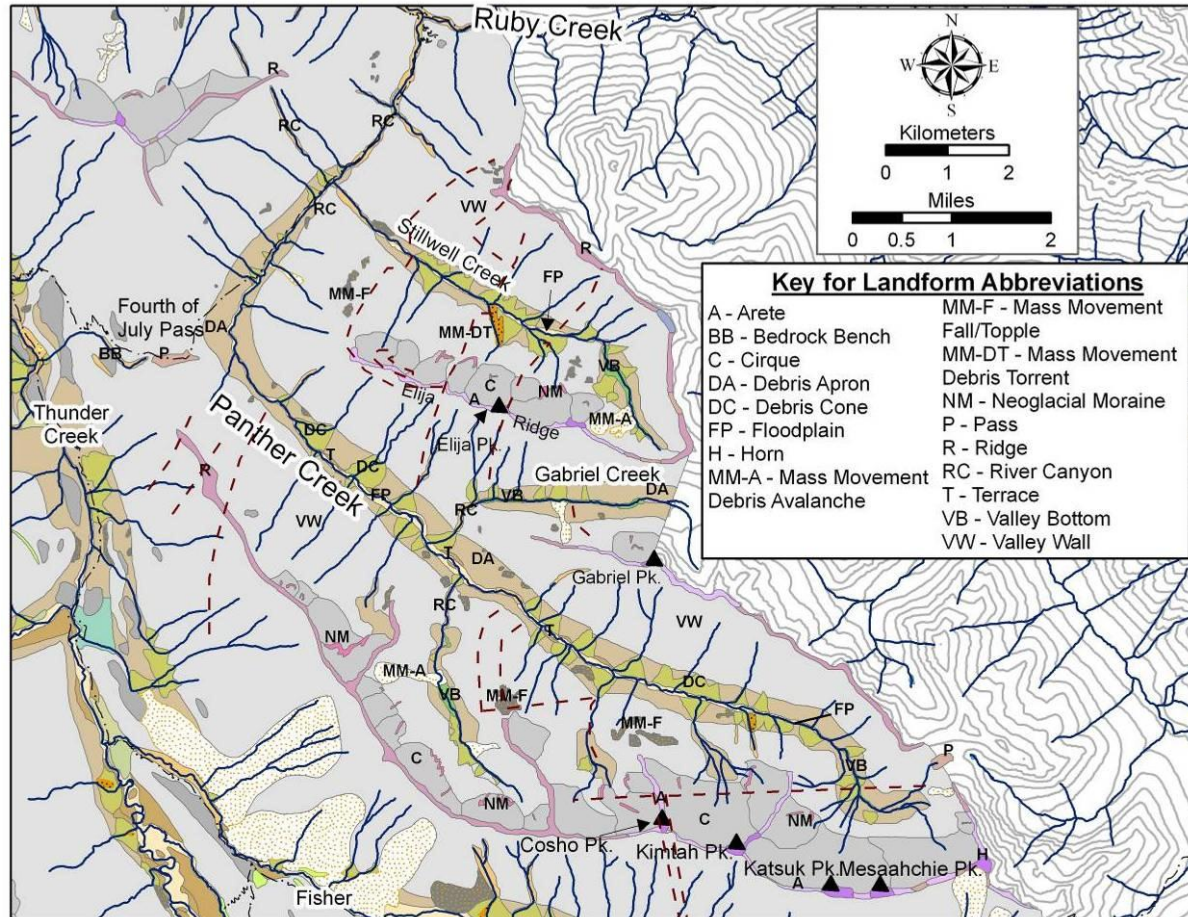 Ruby Creek
N
W E
S
Kilometers
0 1 2
Miles
0 0.5 1 2
Key for Landform Abbreviations
A - Arete
BB - Bedrock Bench
C - Cirque
DA - Debris Apron
DC - Debris Cone
FP - Floodplain
H - Horn
MM-A - Mass Movement
Debris Avalanche
MM-F - Mass Movement
Fall/Topple
MM-DT - Mass Movement
Debris Torrent
NM - Neoglacial Moraine
P - Pass
R - Ridge
RC - River Canyon
T - Terrace
VB - Valley Bottom
VW - Valley Wall
R
RC
RC
RC
VW
R
Stillwell Creek
FP
MM-F
Fourth of
July Pass
DA
BB
P
MM-DT
VB
C
NM
A
Elija
Ridge
MM-A
Elija Pk.
Thunder
Creek
Panther Creek
DC
T
DC
FP
R
VW
Gabriel Creek
RC
VB
DA
T
DA
Gabriel Pk.
RC
VW
T
NM
MM-A
VB
MM-F
DC
MM-F
FP
C
VB
P
NM
A
C
NM
Cosho Pk.
Kimtah Pk.
Katsuk Pk.
Mesaahchie Pk.
A
H
Fisher